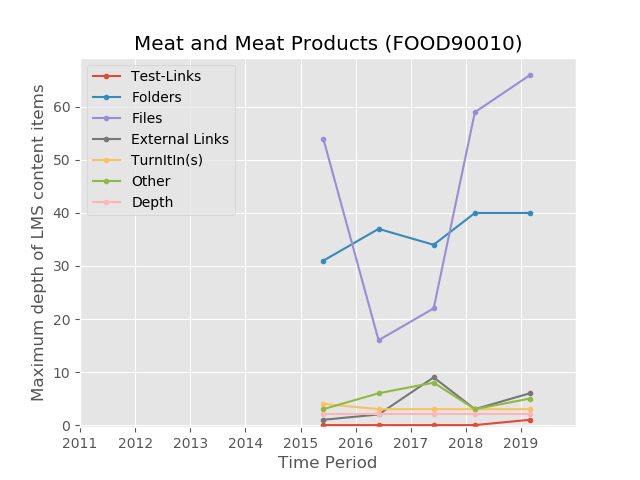 Meat and Meat Products (FOOD90010)
Test-Links
Folders
Files
External Links
TurnItIn(s)
Other
Depth
Maximum depth of LMS content items
60
50
40
30
20
10
0
2011 2012 2013 2014 2015 2016 2017 2018 2019
Time Period